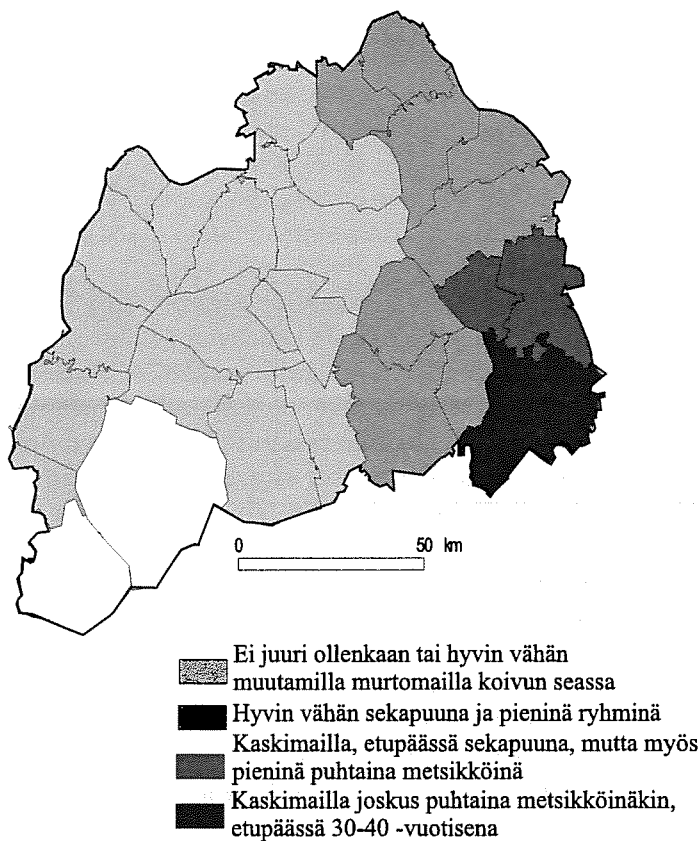 0 50 km
Ei juuri ollenkaan tai hyvin vähän
muutamilla murtomailla koivun seassa
Hyvin vähän sekapuuna ja pieninä ryhminä
Kaskimailla, etupäässä sekapuuna, mutta myös
pieninä puhtaina metsikköinä
Kaskimailla joskus puhtaina metsikköinäkin,
etupäässä 30-40 -vuotisena